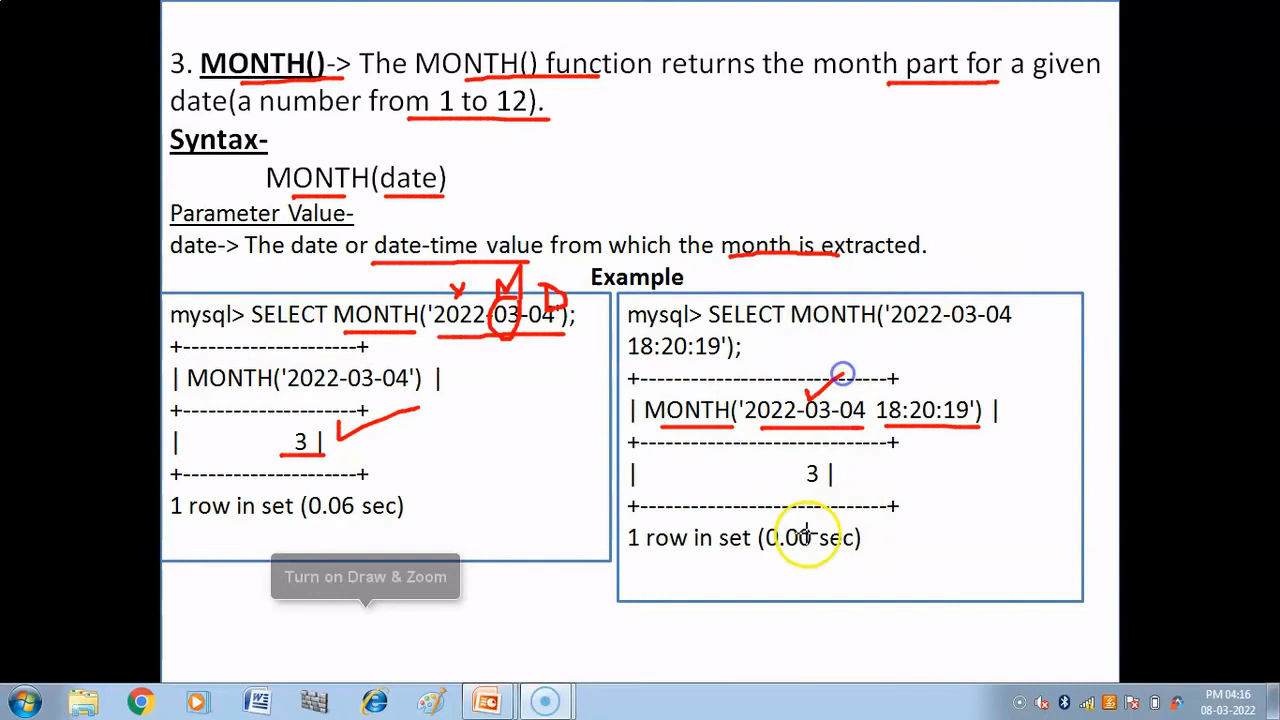 3. MONTH()-> The MONTH() function returns the month part for a given
date(a number from 1 to 12).
Syntax-
MONTH(date)
Parameter Value-
date-> The date or date-time value from which the month is extracted.
Example
Y M D
mysql> SELECT MONTH('2022-03-04');
+---------------------+
| MONTH('2022-03-04') |
+---------------------+
| 3 |
+---------------------+
1 row in set (0.06 sec)
mysql> SELECT MONTH('2022-03-04
18:20:19');
+------------------------------+
| MONTH('2022-03-04 18:20:19') |
+------------------------------+
| 3 |
+------------------------------+
1 row in set (0.00 sec)
Turn on Draw & Zoom
PM 04:16
08-03-2022